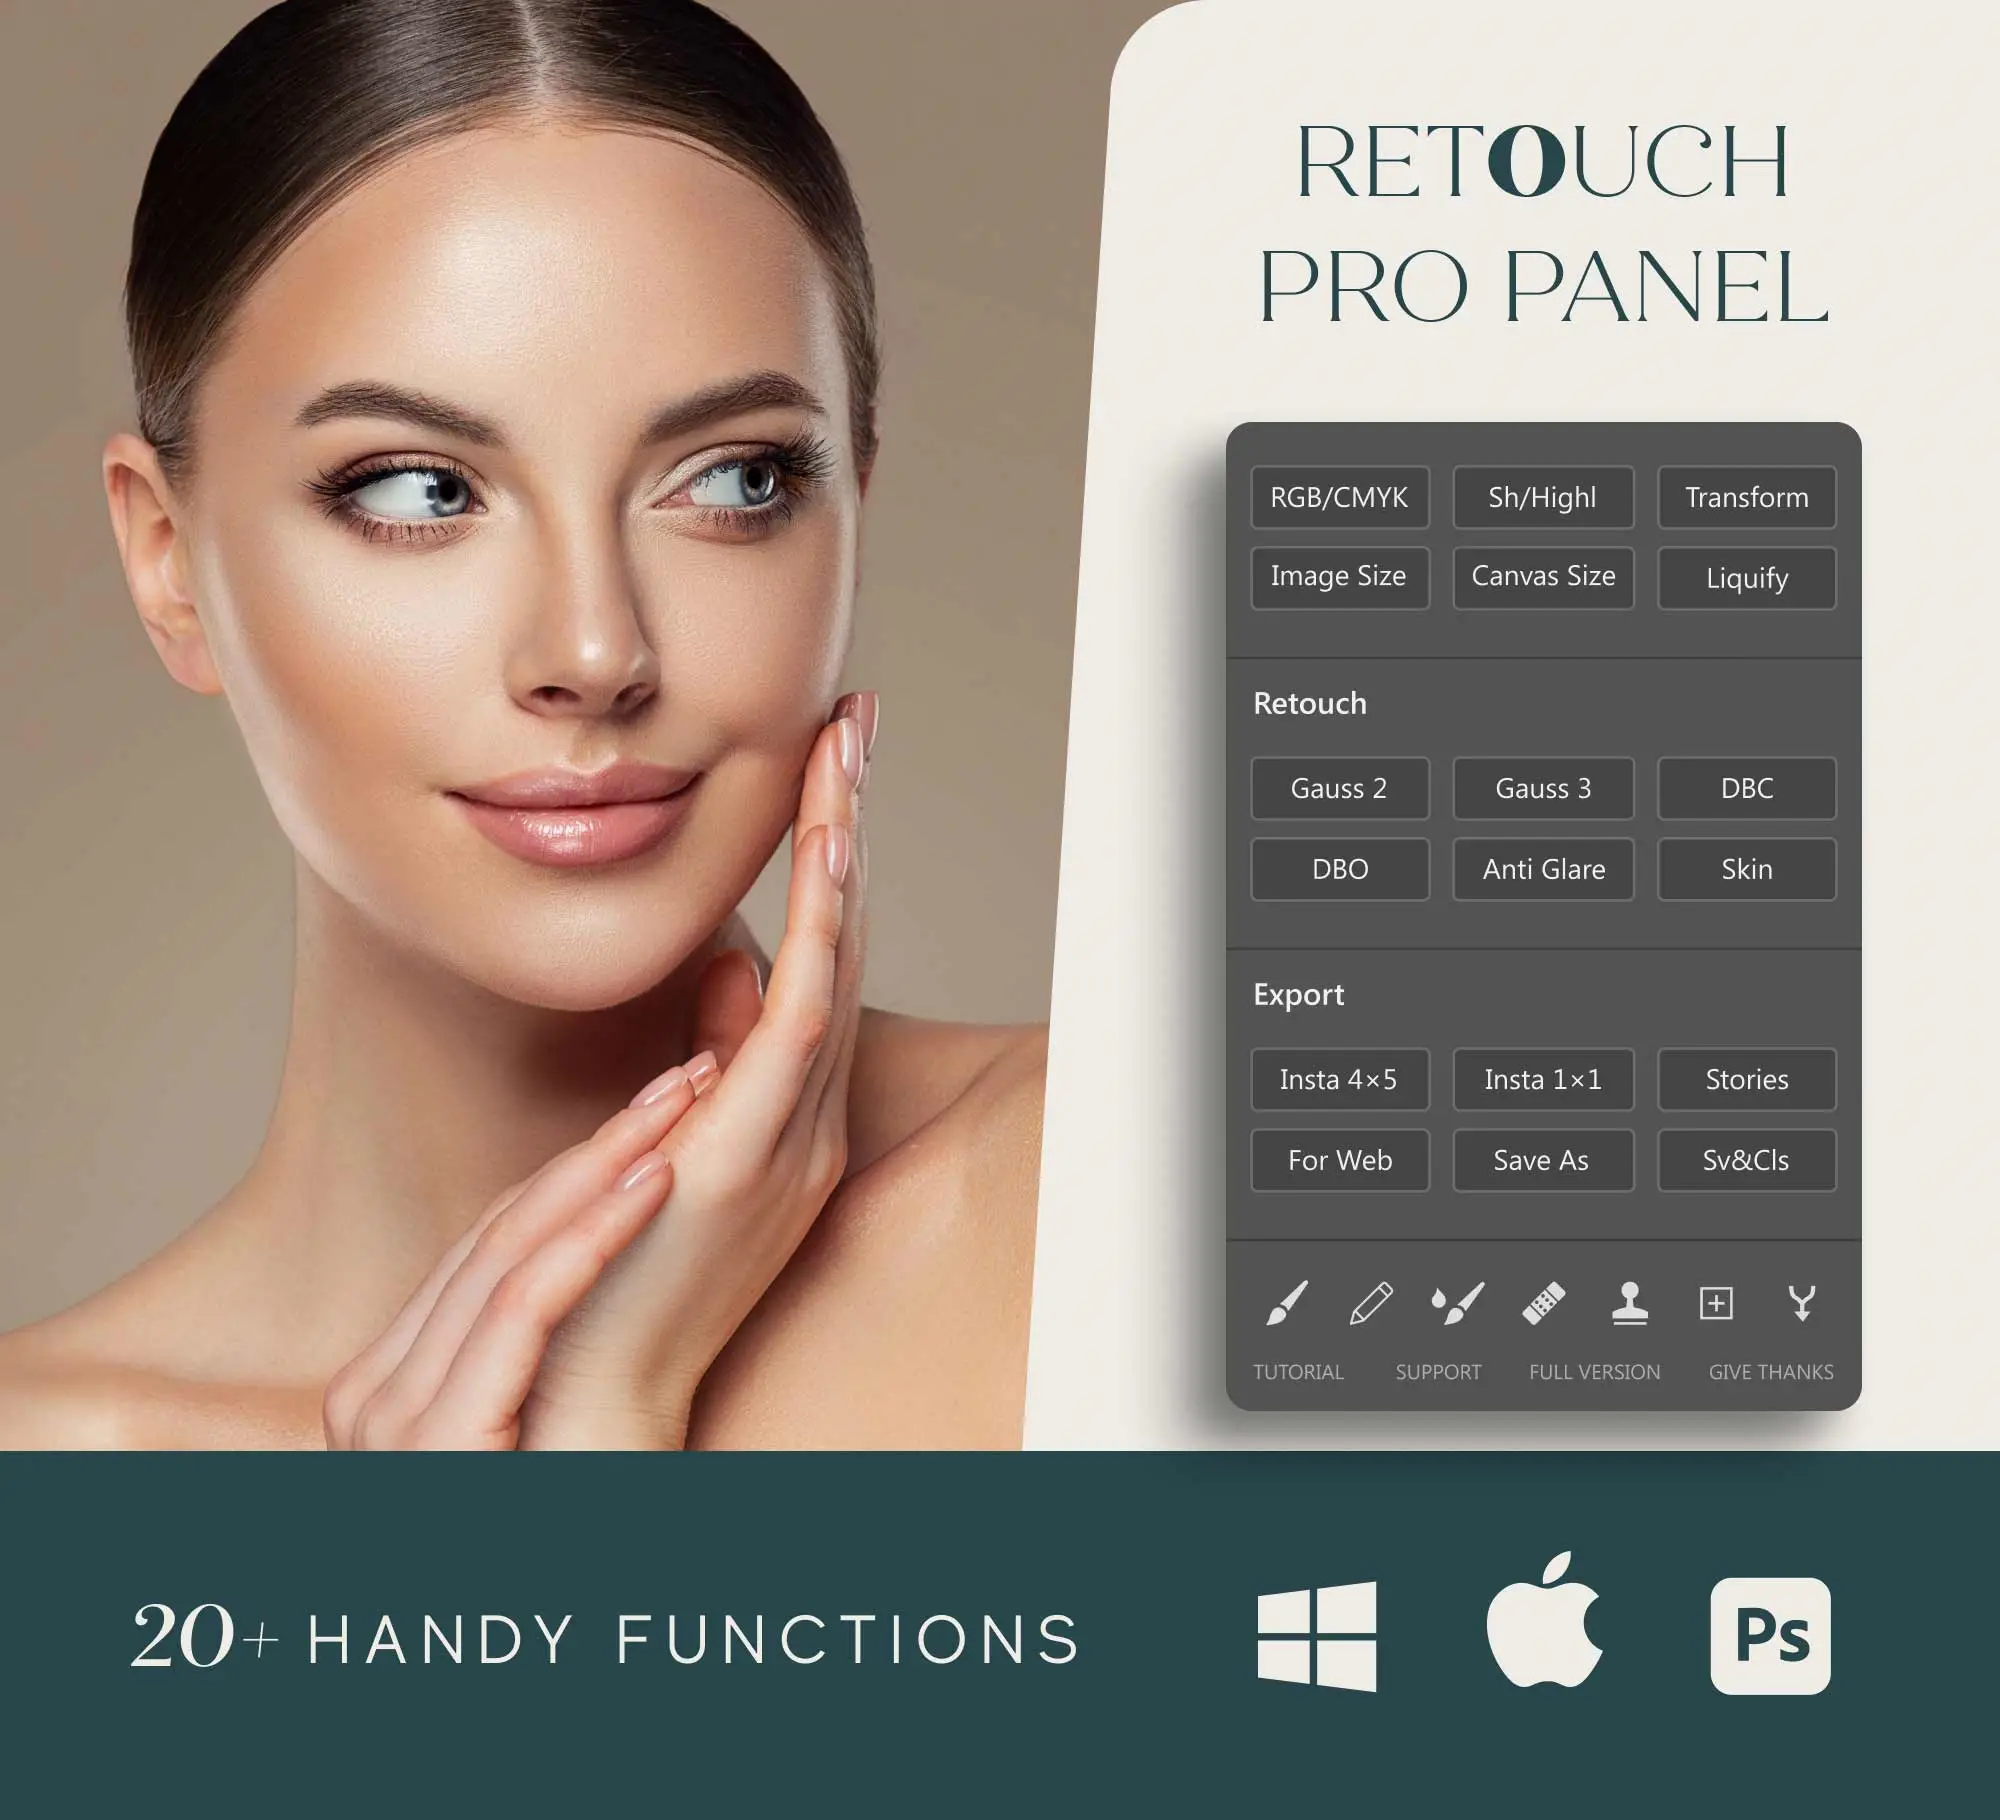 RETOUCH
PRO PANEL
RGB/CMYK Sh/Highl Transform
Image Size Canvas Size Liquify
Retouch
Gauss 2 Gauss 3 DBC
DBO Anti Glare Skin
Export
Insta 4×5 Insta 1×1 Stories
For Web Save As Sv&Cls
TUTORIAL SUPPORT FULL VERSION GIVE THANKS
20+ HANDY FUNCTIONS
Ps